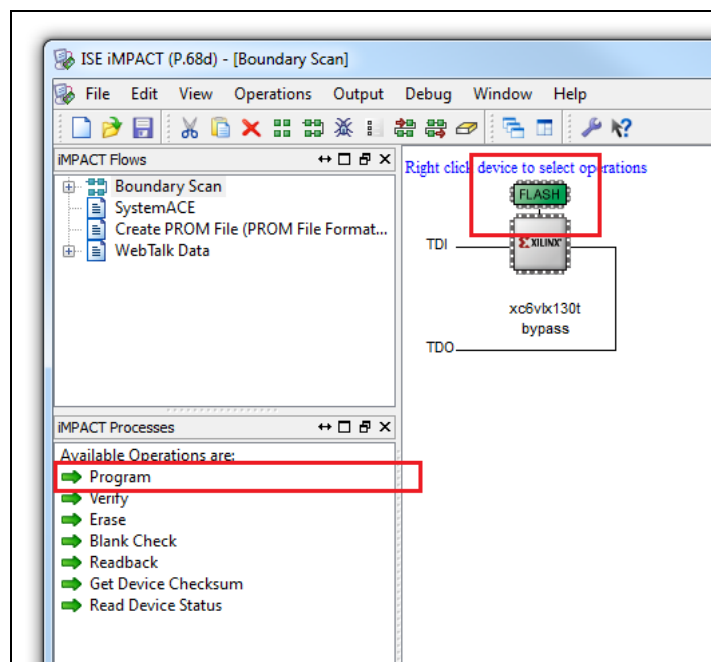 ISE iMPACT (P.68d) - [Boundary Scan]
File Edit View Operations Output Debug Window Help
iMPACT Flows
Boundary Scan
SystemACE
Create PROM File (PROM File Format...
WebTalk Data
Right click device to select operations
FLASH
TDI
XILINX
xc6vlx130t
bypass
TDO
iMPACT Processes
Available Operations are:
Program
Verify
Erase
Blank Check
Readback
Get Device Checksum
Read Device Status